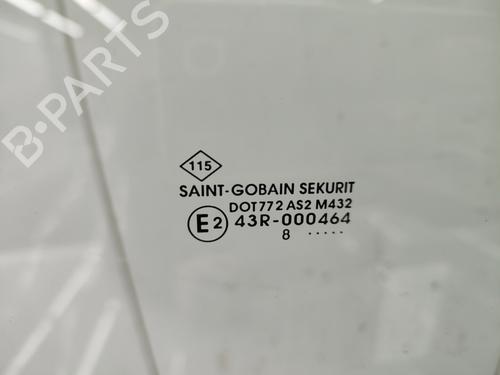 B-PARTS
115
SAINT-GOBAIN SEKURIT
DOT772 AS2 M432
E2 43R-000464
8 .....